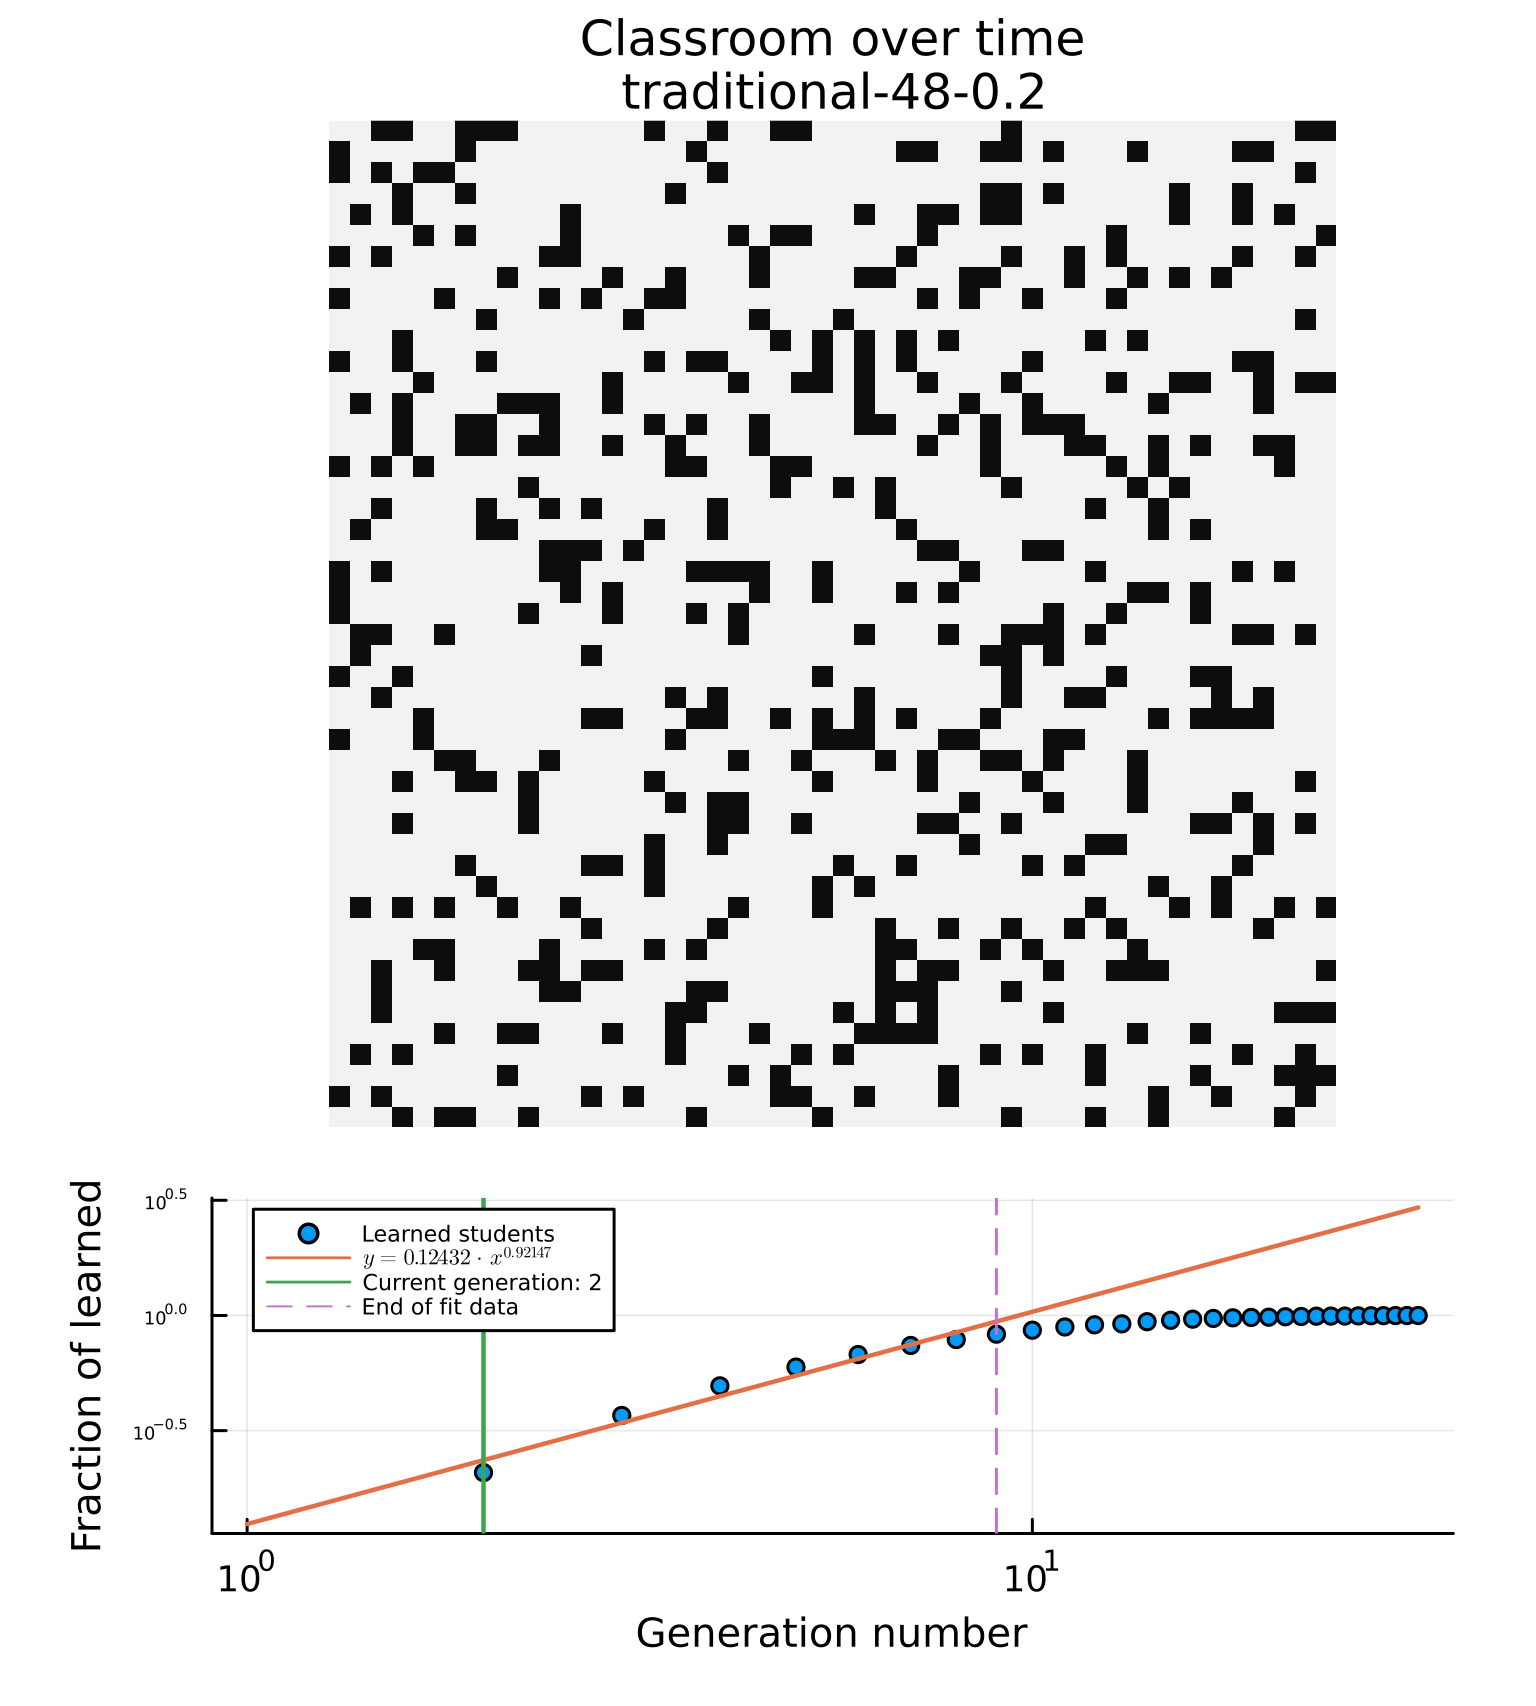 Classroom over time
traditional-48-0.2
Fraction of learned
10^0.5
10^0.0
10^−0.5
Learned students
y = 0.12432 · x^0.92147
Current generation: 2
End of fit data
10^0
10^1
Generation number